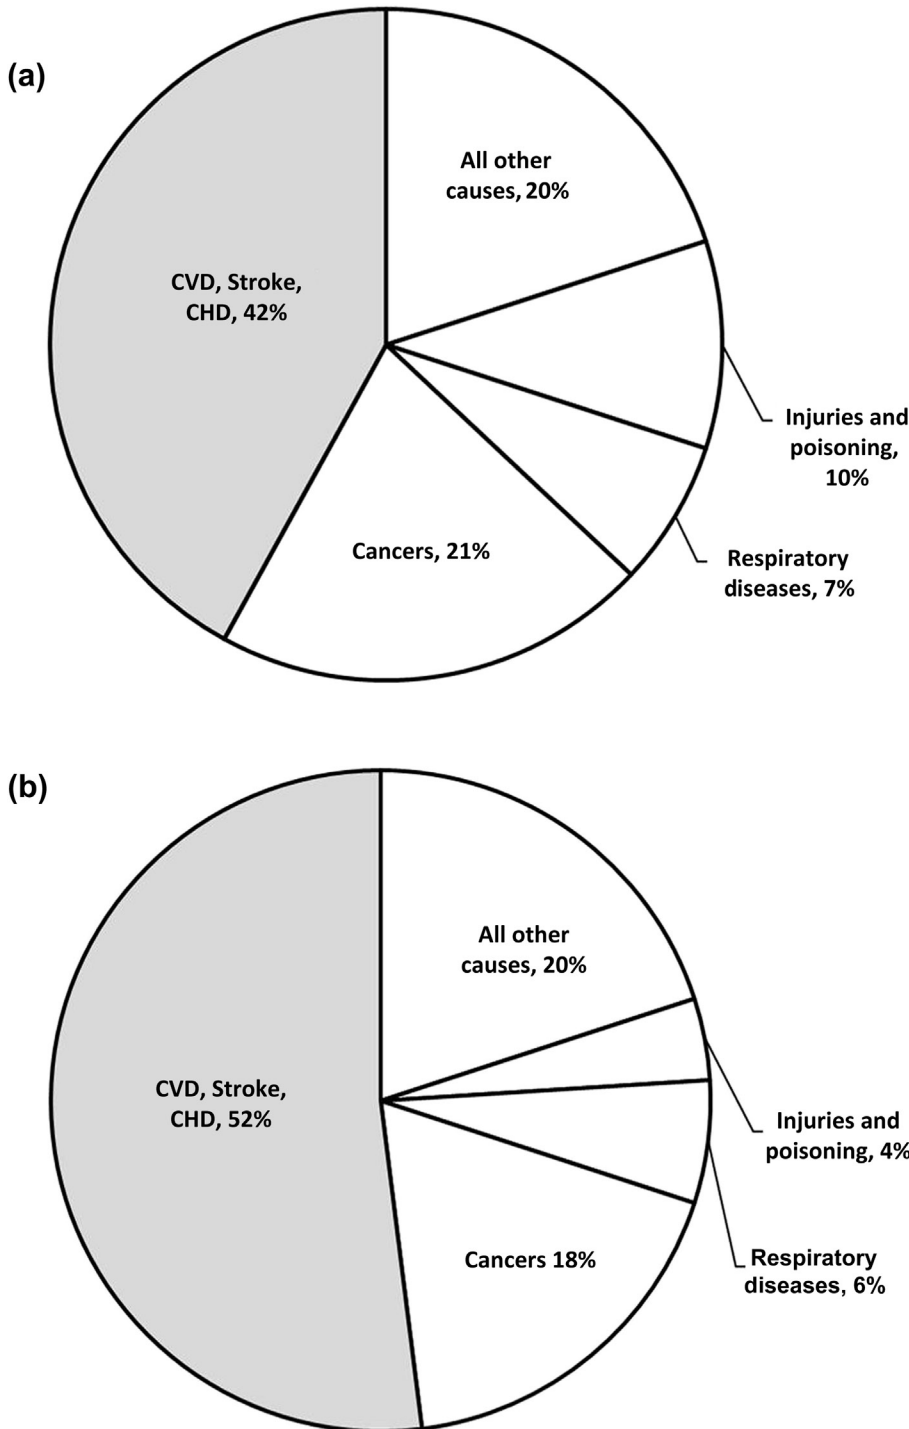 (a)
All other
causes, 20%
CVD, Stroke,
CHD, 42%
Injuries and
poisoning,
10%
Cancers, 21%
Respiratory
diseases, 7%
(b)
All other
causes, 20%
CVD, Stroke,
CHD, 52%
Injuries and
poisoning, 4%
Cancers 18%
Respiratory
diseases, 6%